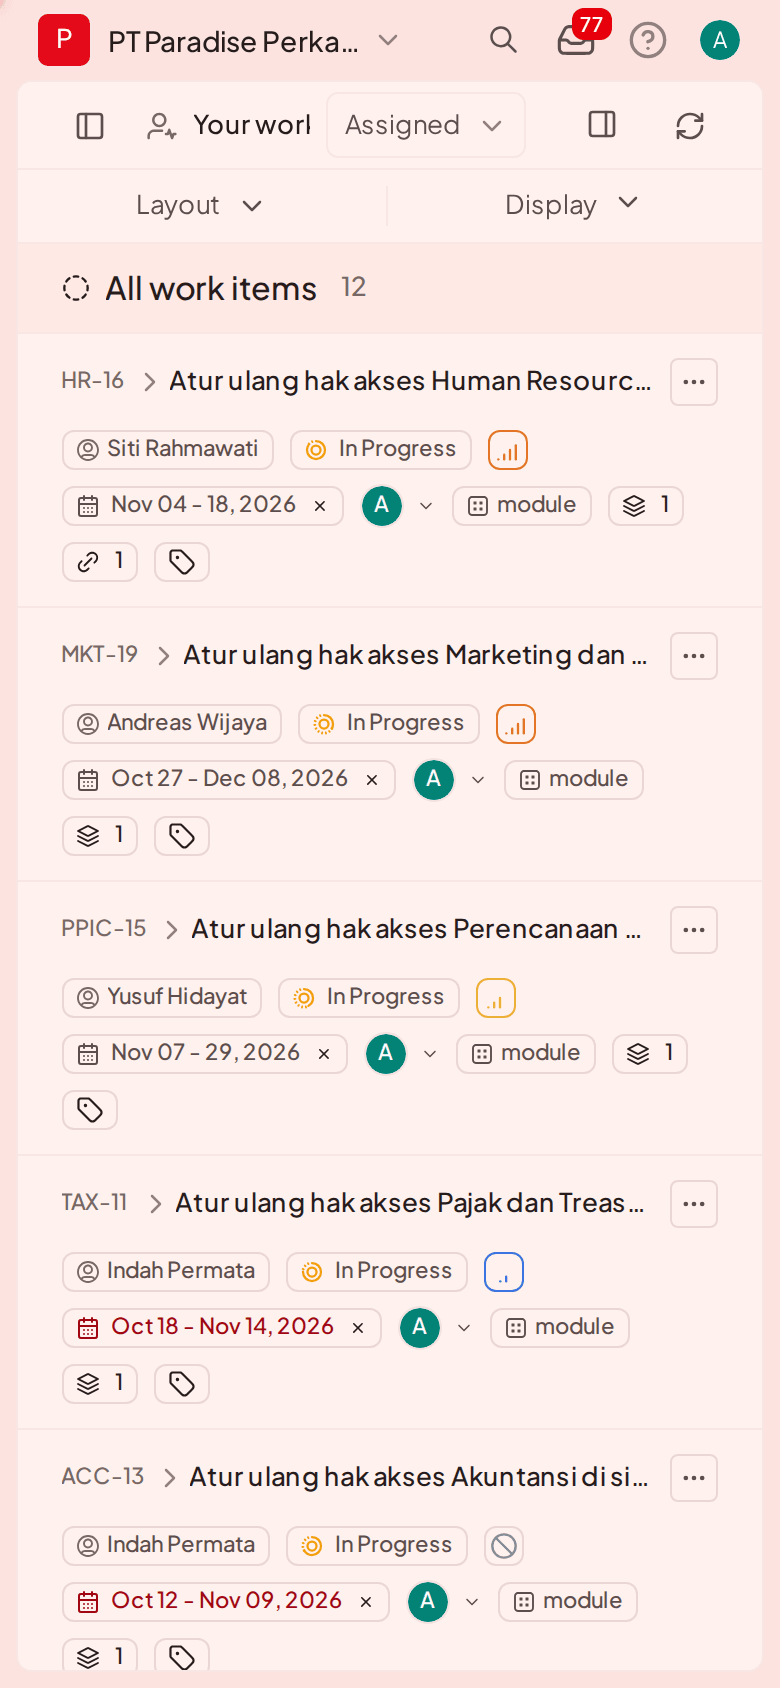 P PT Paradise Perka... 77 A
Your work Assigned
Layout Display
All work items 12
HR-16 Atur ulang hak akses Human Resourc...
Siti Rahmawati In Progress
Nov 04 - 18, 2026 A module 1
1
MKT-19 Atur ulang hak akses Marketing dan ...
Andreas Wijaya In Progress
Oct 27 - Dec 08, 2026 A module
1
PPIC-15 Atur ulang hak akses Perencanaan ...
Yusuf Hidayat In Progress
Nov 07 - 29, 2026 A module 1
TAX-11 Atur ulang hak akses Pajak dan Treas...
Indah Permata In Progress
Oct 18 - Nov 14, 2026 A module
1
ACC-13 Atur ulang hak akses Akuntansi di si...
Indah Permata In Progress
Oct 12 - Nov 09, 2026 A module
1